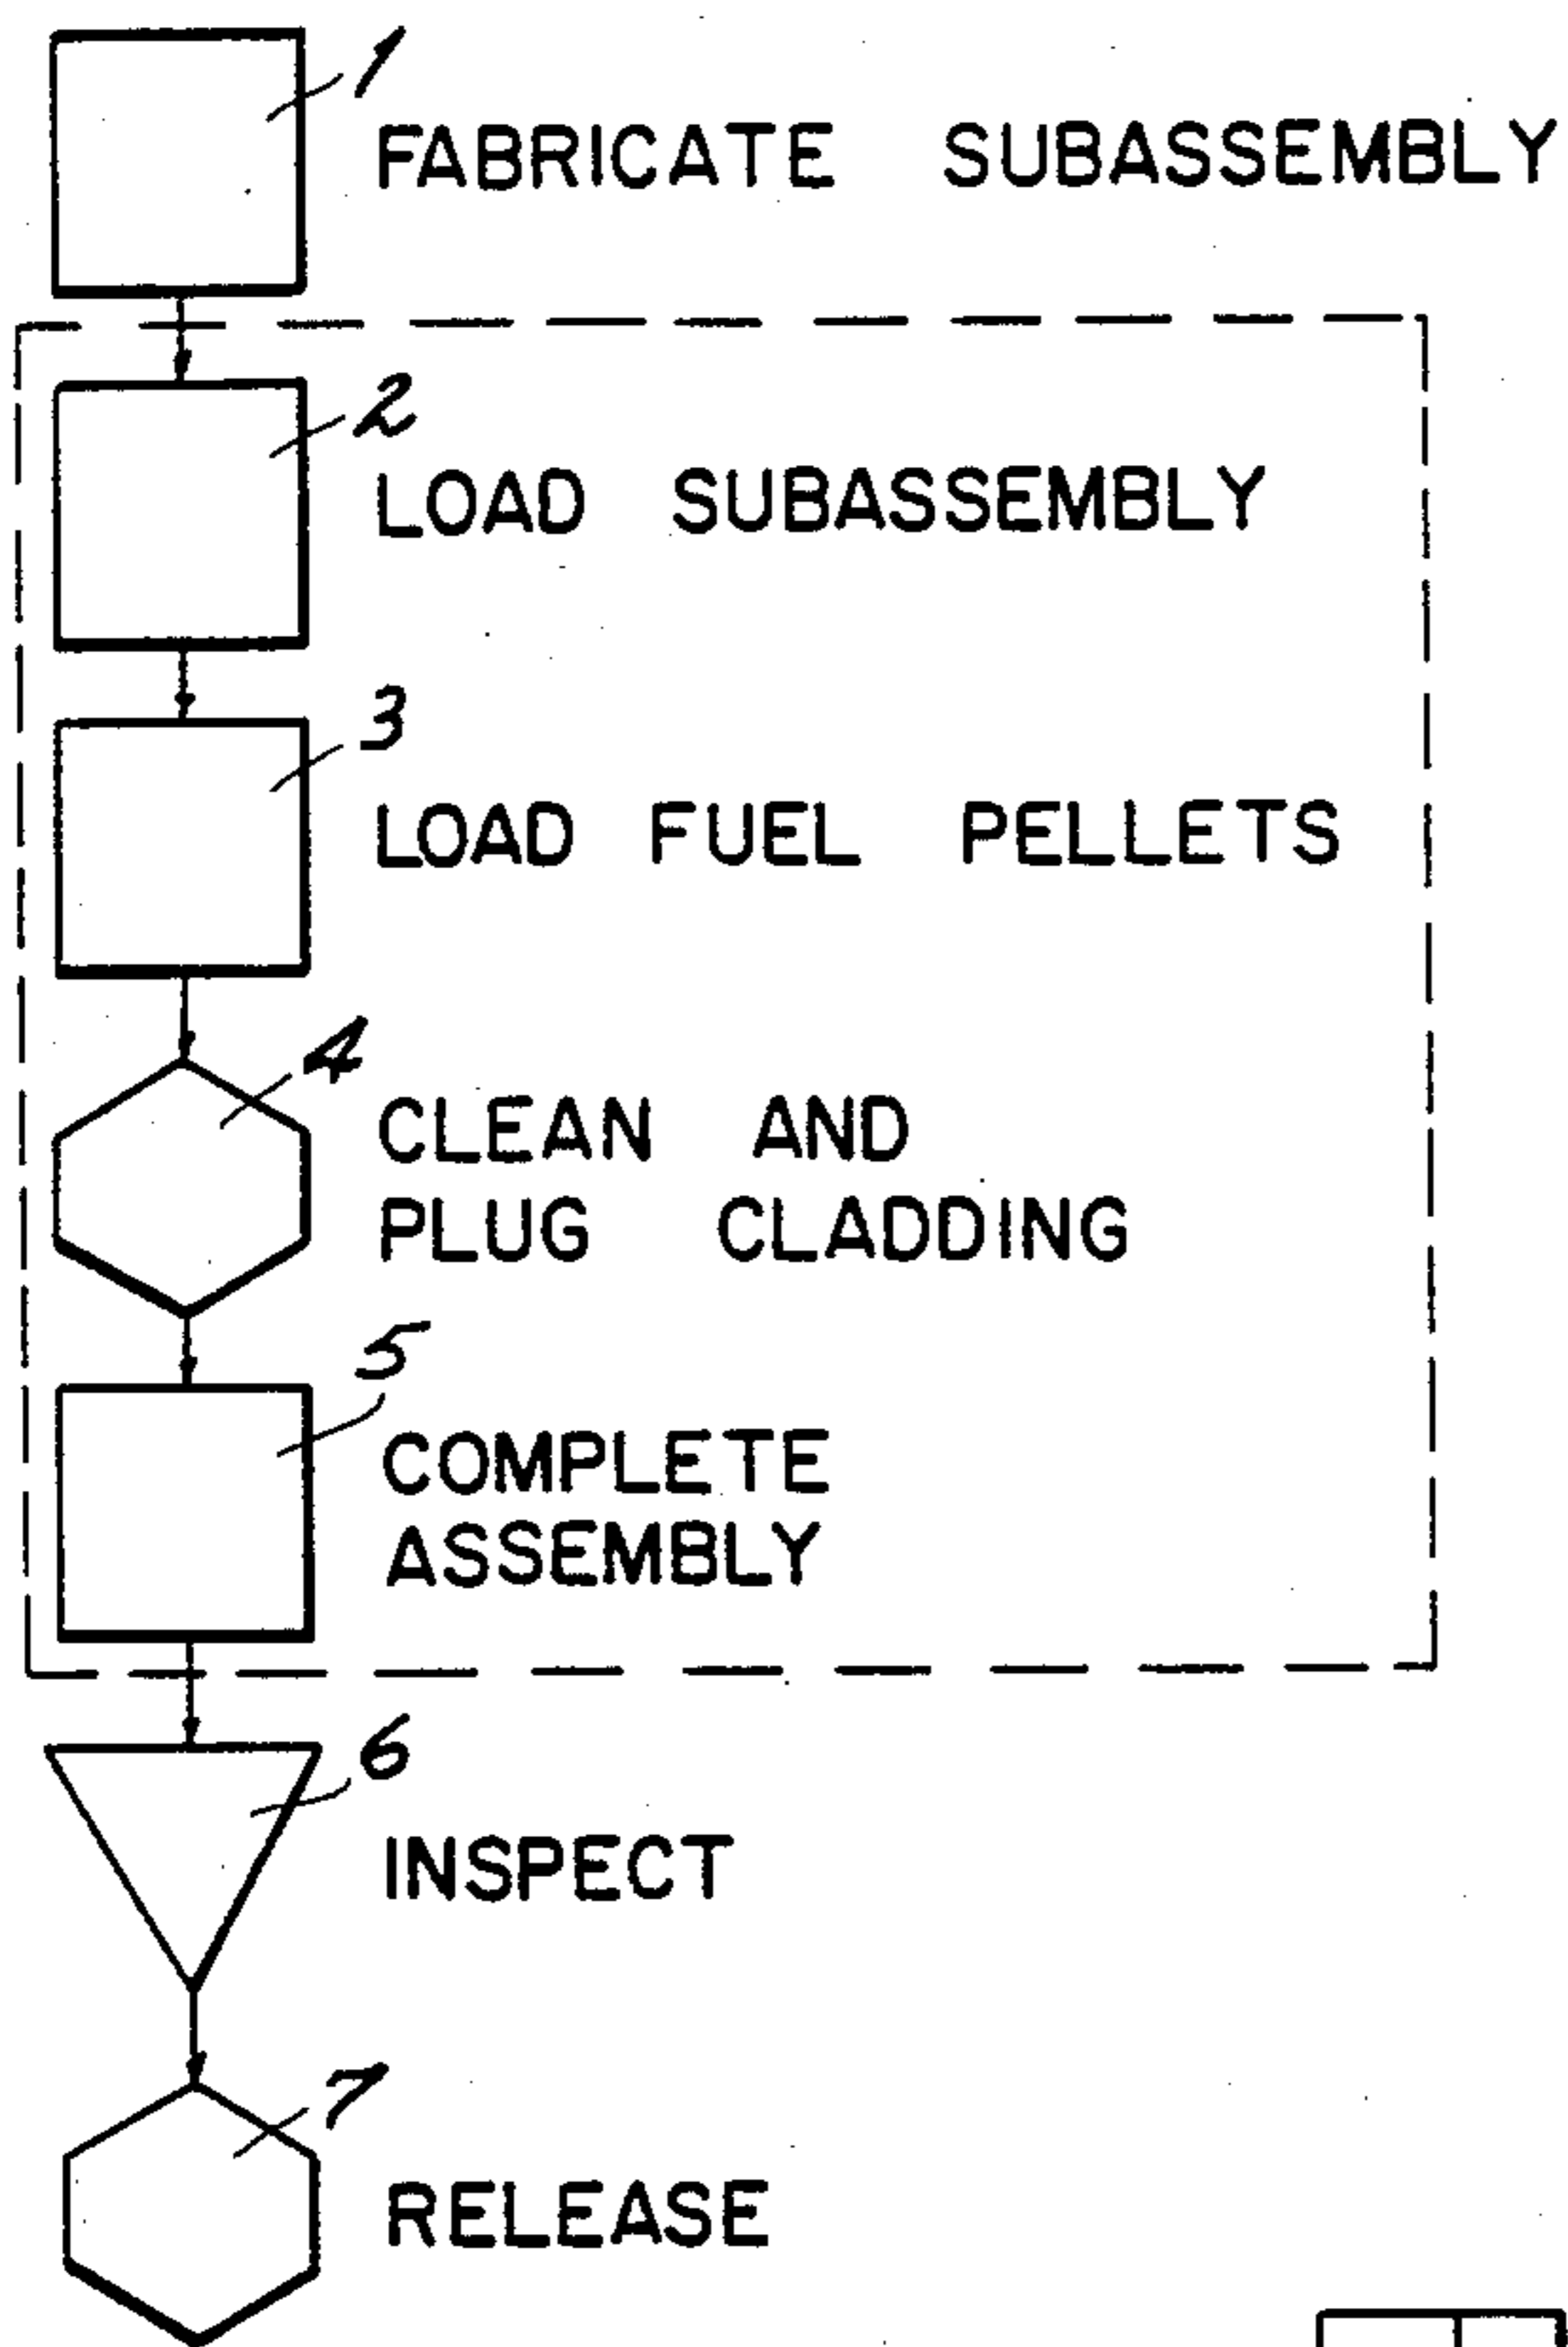 1
FABRICATE SUBASSEMBLY
2
LOAD SUBASSEMBLY
3
LOAD FUEL PELLETS
4
CLEAN AND
PLUG CLADDING
5
COMPLETE
ASSEMBLY
6
INSPECT
7
RELEASE